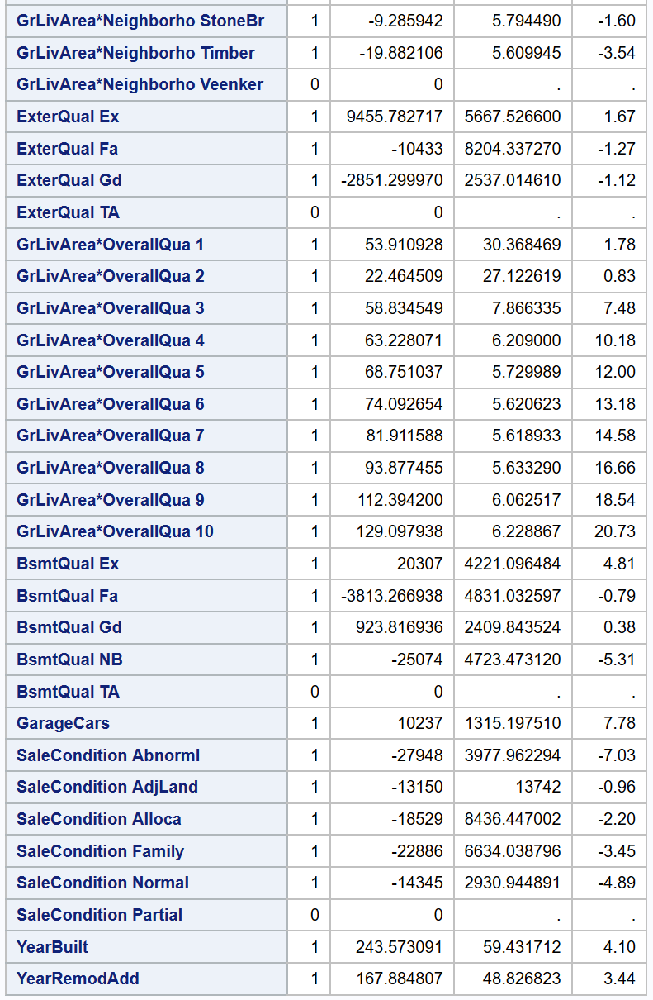 GrLivArea*Neighborho StoneBr 1 -9.285942 5.794490 -1.60
GrLivArea*Neighborho Timber 1 -19.882106 5.609945 -3.54
GrLivArea*Neighborho Veenker 0 0 . .
ExterQual Ex 1 9455.782717 5667.526600 1.67
ExterQual Fa 1 -10433 8204.337270 -1.27
ExterQual Gd 1 -2851.299970 2537.014610 -1.12
ExterQual TA 0 0 . .
GrLivArea*OverallQua 1 1 53.910928 30.368469 1.78
GrLivArea*OverallQua 2 1 22.464509 27.122619 0.83
GrLivArea*OverallQua 3 1 58.834549 7.866335 7.48
GrLivArea*OverallQua 4 1 63.228071 6.209000 10.18
GrLivArea*OverallQua 5 1 68.751037 5.729989 12.00
GrLivArea*OverallQua 6 1 74.092654 5.620623 13.18
GrLivArea*OverallQua 7 1 81.911588 5.618933 14.58
GrLivArea*OverallQua 8 1 93.877455 5.633290 16.66
GrLivArea*OverallQua 9 1 112.394200 6.062517 18.54
GrLivArea*OverallQua 10 1 129.097938 6.228867 20.73
BsmtQual Ex 1 20307 4221.096484 4.81
BsmtQual Fa 1 -3813.266938 4831.032597 -0.79
BsmtQual Gd 1 923.816936 2409.843524 0.38
BsmtQual NB 1 -25074 4723.473120 -5.31
BsmtQual TA 0 0 . .
GarageCars 1 10237 1315.197510 7.78
SaleCondition Abnorml 1 -27948 3977.962294 -7.03
SaleCondition AdjLand 1 -13150 13742 -0.96
SaleCondition Alloca 1 -18529 8436.447002 -2.20
SaleCondition Family 1 -22886 6634.038796 -3.45
SaleCondition Normal 1 -14345 2930.944891 -4.89
SaleCondition Partial 0 0 . .
YearBuilt 1 243.573091 59.431712 4.10
YearRemodAdd 1 167.884807 48.826823 3.44